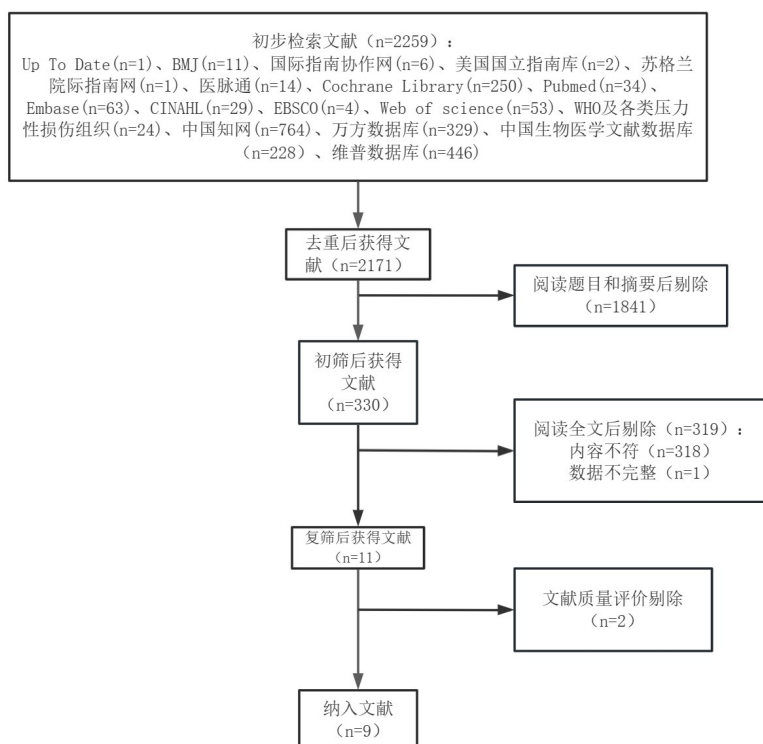 初步检索文献（n=2259）：
Up To Date(n=1)、BMJ(n=11)、国际指南协作网(n=6)、美国国立指南库(n=2)、苏格兰
院际指南网(n=1)、医脉通(n=14)、Cochrane Library(n=250)、Pubmed(n=34)、
Embase(n=63)、CINAHL(n=29)、EBSCO(n=4)、Web of science(n=53)、WHO及各类压力
性损伤组织(n=24)、中国知网(n=764)、万方数据库(n=329)、中国生物医学文献数据库
（n=228）、维普数据库(n=446)
去重后获得文
献（n=2171）
阅读题目和摘要后剔除
（n=1841）
初筛后获得
文献
（n=330）
阅读全文后剔除（n=319）：
内容不符（n=318）
数据不完整（n=1）
复筛后获得文献
（n=11）
文献质量评价剔除
（n=2）
纳入文献
（n=9）